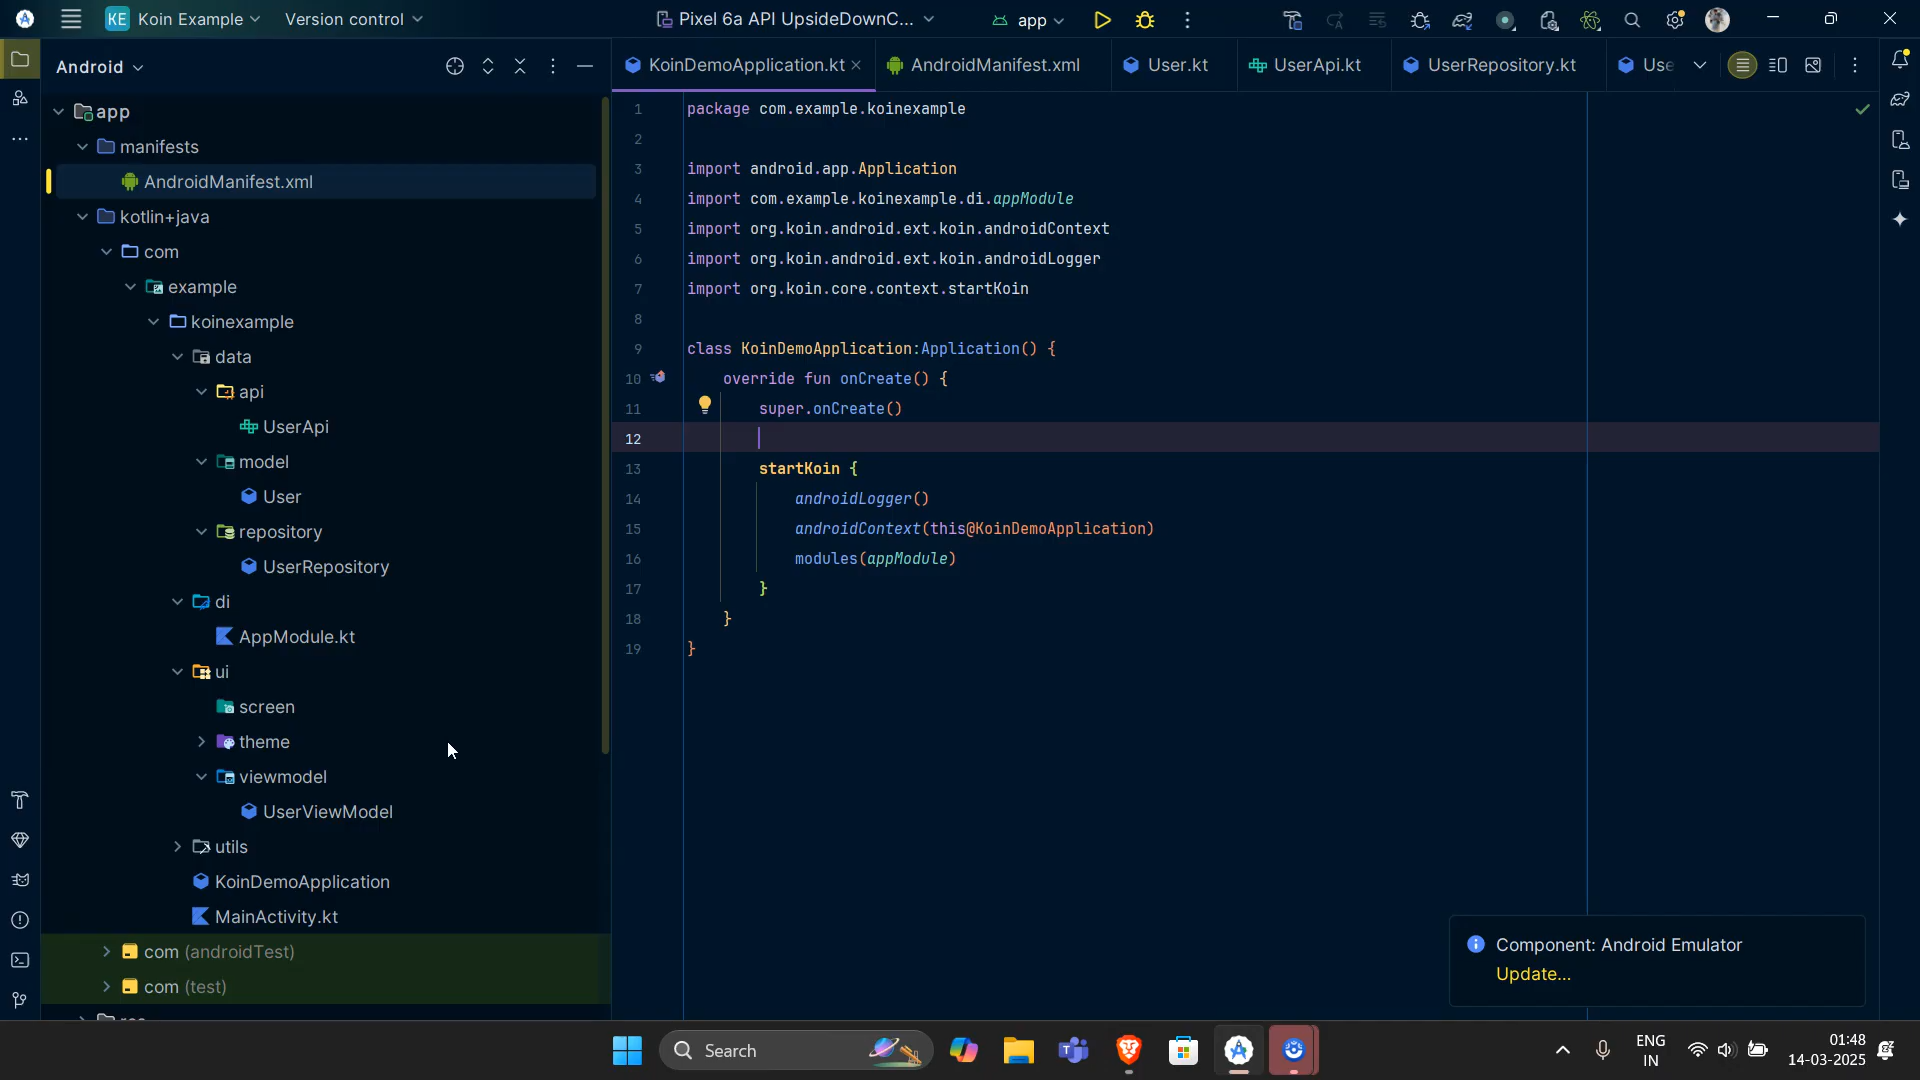 KE Koin Example Version control Pixel 6a API UpsideDownC... app
Android
app
manifests
AndroidManifest.xml
kotlin+java
com
example
koinexample
data
api
UserApi
model
User
repository
UserRepository
di
AppModule.kt
ui
screen
theme
viewmodel
UserViewModel
utils
KoinDemoApplication
MainActivity.kt
com (androidTest)
com (test)
KoinDemoApplication.kt AndroidManifest.xml User.kt UserApi.kt UserRepository.kt Use
1 package com.example.koinexample
2
3 import android.app.Application
4 import com.example.koinexample.di.appModule
5 import org.koin.android.ext.koin.androidContext
6 import org.koin.android.ext.koin.androidLogger
7 import org.koin.core.context.startKoin
8
9 class KoinDemoApplication:Application() {
10 override fun onCreate() {
11 super.onCreate()
12
13 startKoin {
14 androidLogger()
15 androidContext(this@KoinDemoApplication)
16 modules(appModule)
17 }
18 }
19 }
Component: Android Emulator
Update...
Search
ENG
IN
01:48
14-03-2025